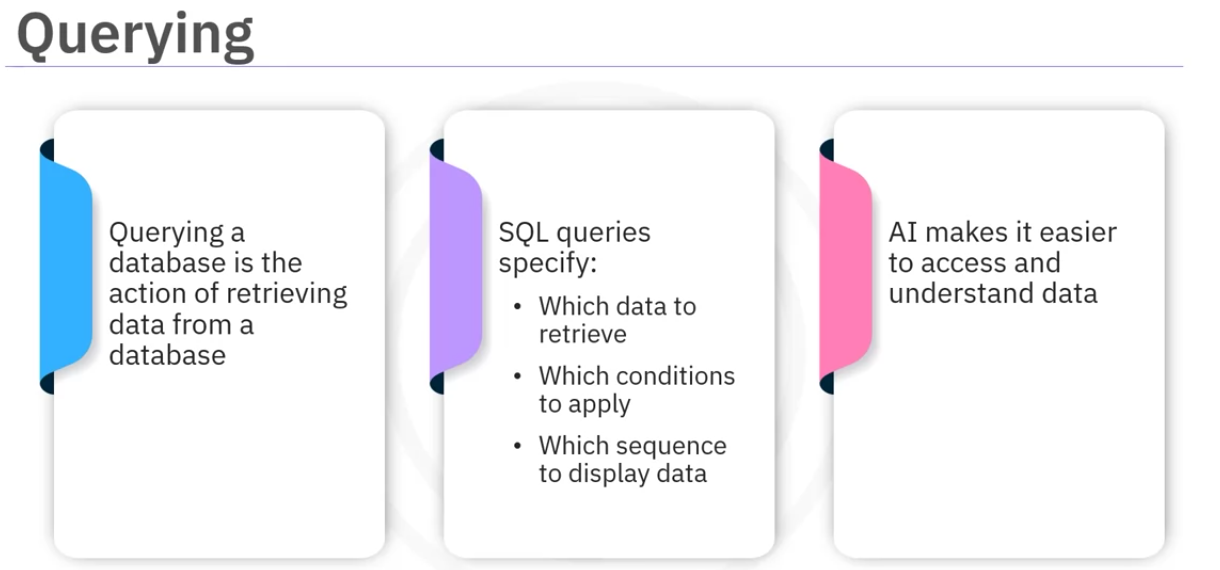 Querying
Querying a
database is the
action of retrieving
data from a
database
SQL queries
specify:
• Which data to
retrieve
• Which conditions
to apply
• Which sequence
to display data
AI makes it easier
to access and
understand data